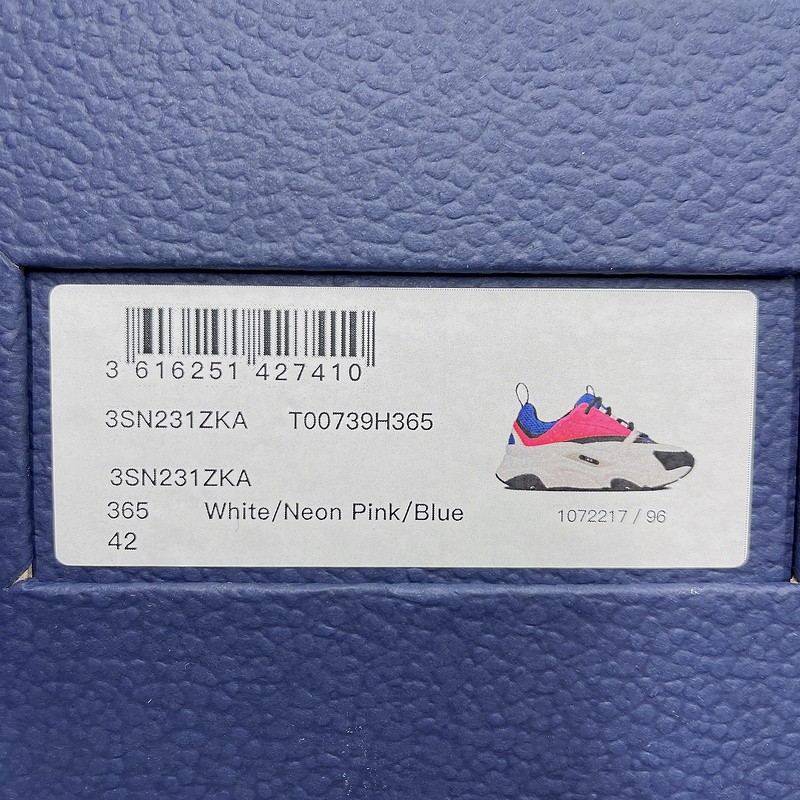 3 616251 427410
3SN231ZKA T00739H365
3SN231ZKA
365 White/Neon Pink/Blue
42
1072217 / 96